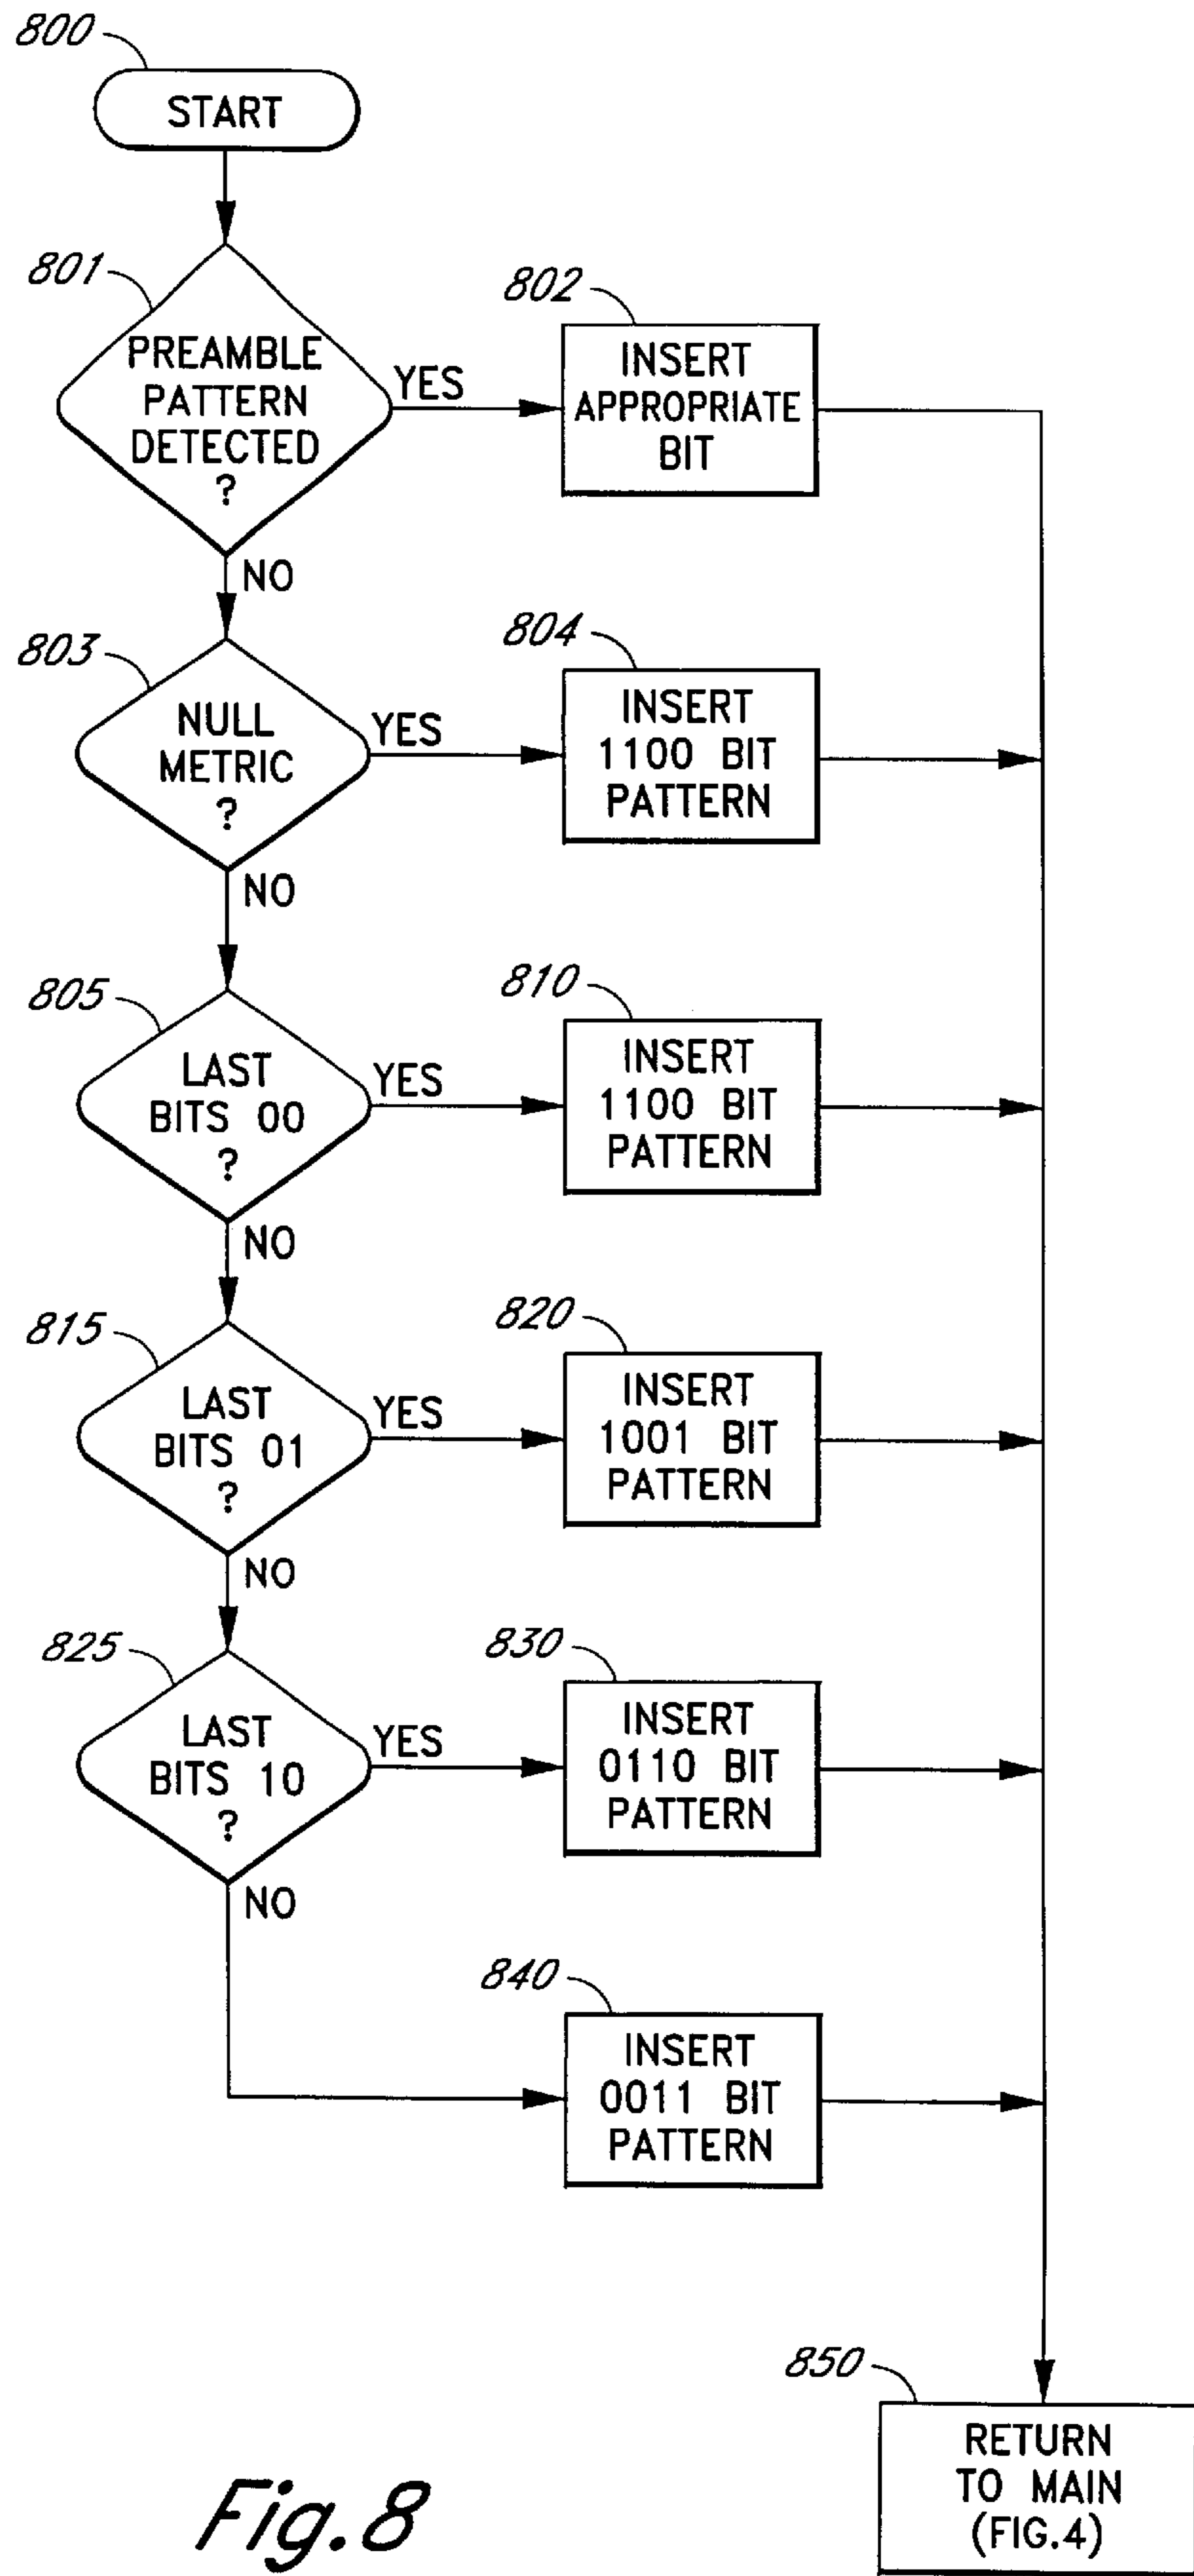 800
START
801
PREAMBLE
PATTERN
DETECTED
?
YES
802
INSERT
APPROPRIATE
BIT
NO
803
NULL
METRIC
?
YES
804
INSERT
1100 BIT
PATTERN
NO
805
LAST
BITS 00
?
YES
810
INSERT
1100 BIT
PATTERN
NO
815
LAST
BITS 01
?
YES
820
INSERT
1001 BIT
PATTERN
NO
825
LAST
BITS 10
?
YES
830
INSERT
0110 BIT
PATTERN
NO
840
INSERT
0011 BIT
PATTERN
850
RETURN
TO MAIN
(FIG.4)
Fig.8